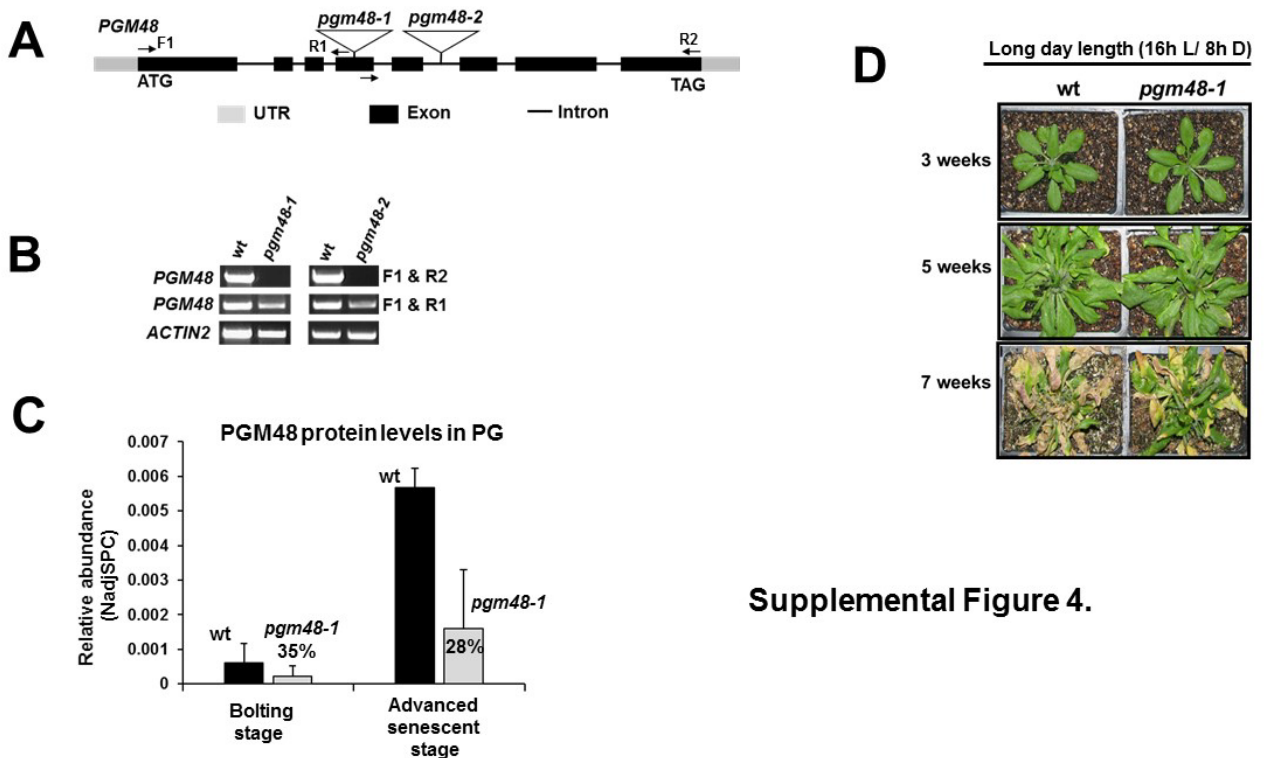 A
PGM48
F1
R1
pgm48-1
pgm48-2
R2
ATG
TAG
UTR
Exon
Intron
B
wt
pgm48-1
wt
pgm48-2
PGM48
F1 & R2
PGM48
F1 & R1
ACTIN2
C
PGM48 protein levels in PG
Relative abundance
(NadjSPC)
0.007
0.006
0.005
0.004
0.003
0.002
0.001
0
wt
pgm48-1
35%
wt
pgm48-1
28%
Bolting
stage
Advanced
senescent
stage
D
Long day length (16h L/ 8h D)
wt
pgm48-1
3 weeks
5 weeks
7 weeks
Supplemental Figure 4.